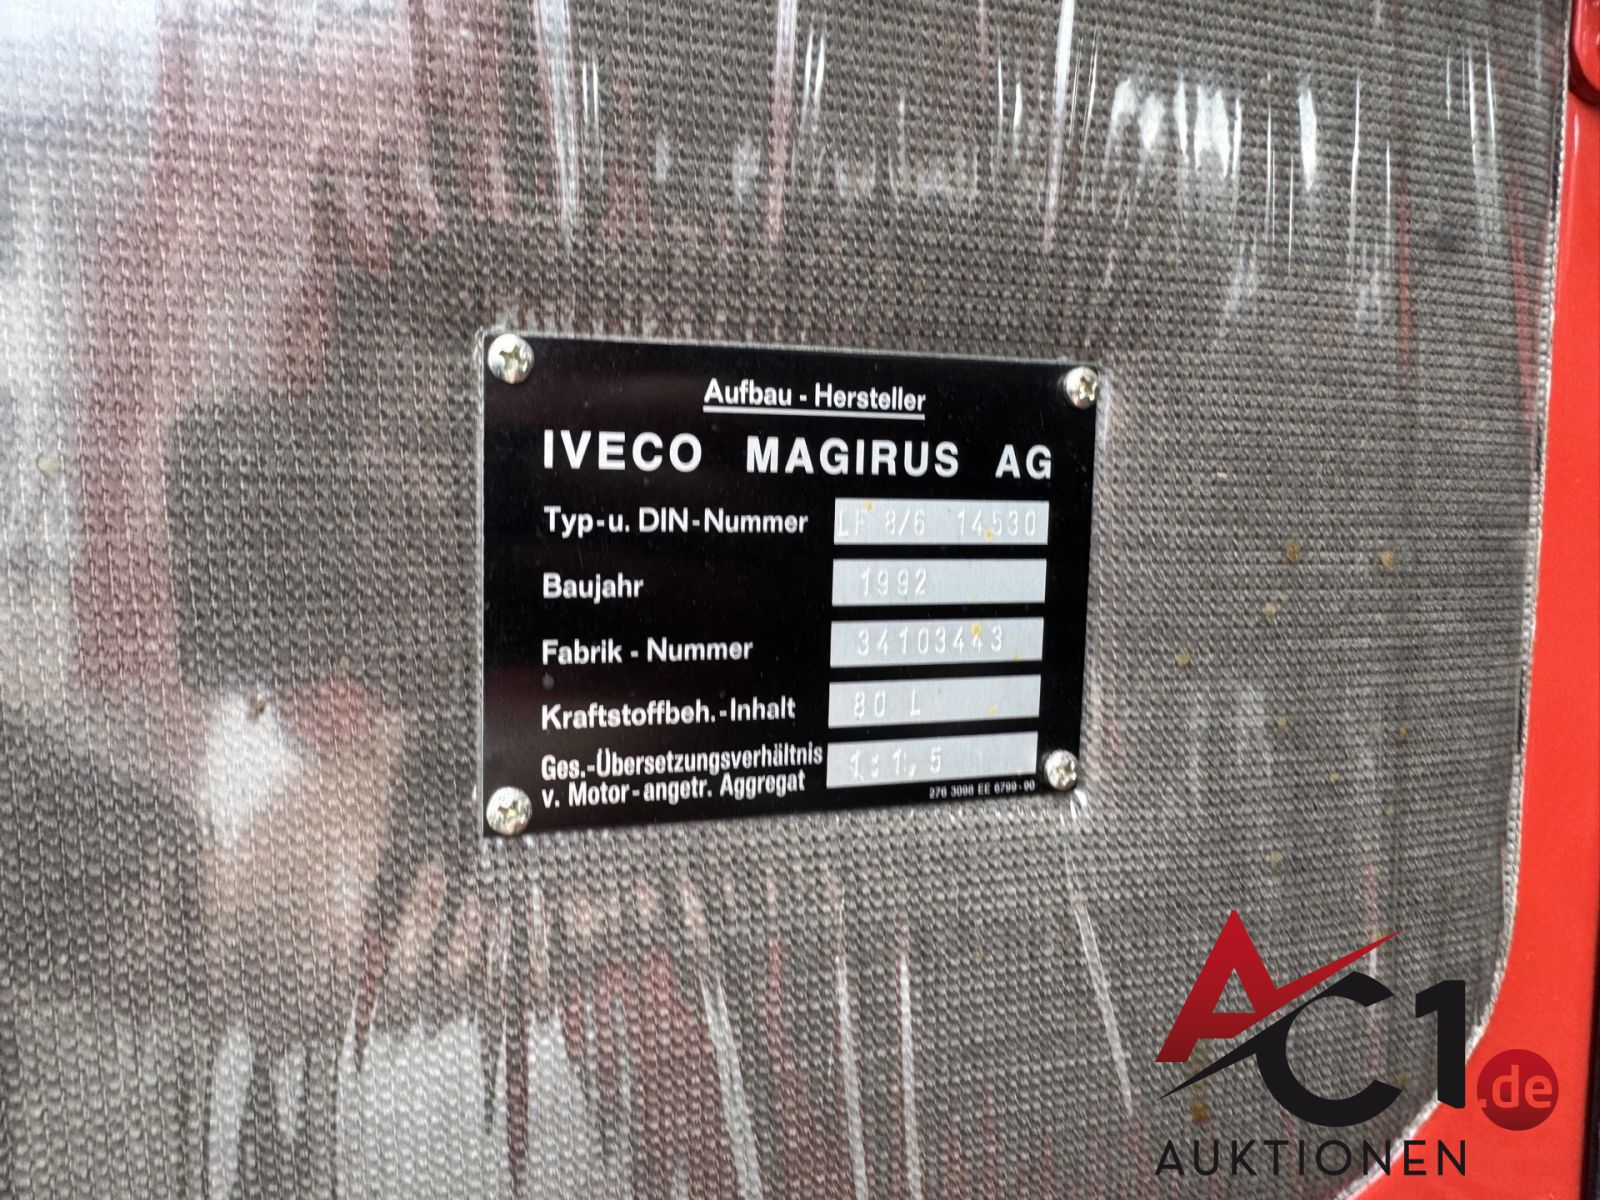 Aufbau - Hersteller
IVECO MAGIRUS AG
Typ-u. DIN-Nummer LF 8/6 14530
Baujahr 1992
Fabrik - Nummer 34103443
Kraftstoffbeh.-Inhalt 80 L
Ges.-Übersetzungsverhältnis
v. Motor-angetr. Aggregat 1:1,5
276 3098 EE 6799-90
AC1.de
AUKTIONEN